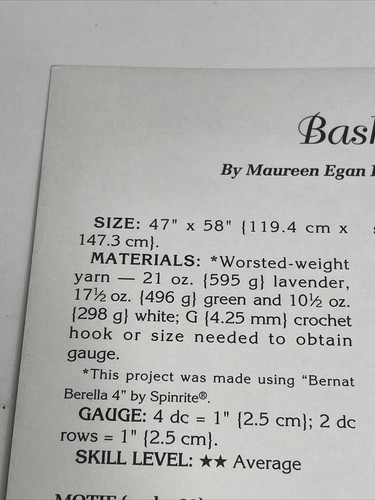 By Maureen Egan
SIZE: 47" x 58" {119.4 cm x
147.3 cm}.
MATERIALS: *Worsted-weight
yarn — 21 oz. {595 g} lavender,
17½ oz. {496 g} green and 10½ oz.
{298 g} white; G {4.25 mm} crochet
hook or size needed to obtain
gauge.
*This project was made using "Bernat
Berella 4" by Spinrite®.
GAUGE: 4 dc = 1" {2.5 cm}; 2 dc
rows = 1" {2.5 cm}.
SKILL LEVEL: ★★ Average